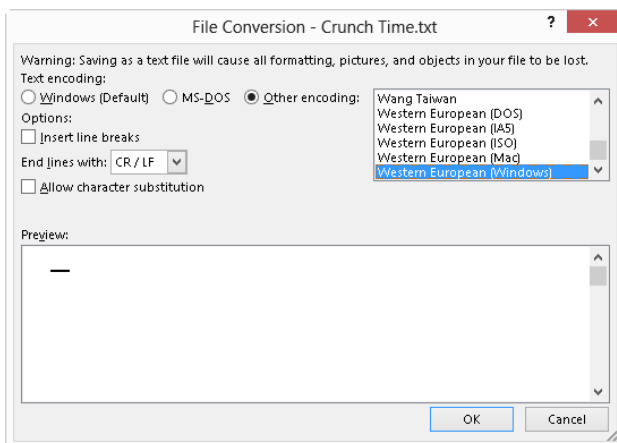 File Conversion - Crunch Time.txt
Warning: Saving as a text file will cause all formatting, pictures, and objects in your file to be lost.
Text encoding:
Windows (Default) MS-DOS Other encoding:
Wang Taiwan
Western European (DOS)
Western European (IA5)
Western European (ISO)
Western European (Mac)
Western European (Windows)
Options:
Insert line breaks
End lines with: CR / LF
Allow character substitution
Preview:
OK Cancel